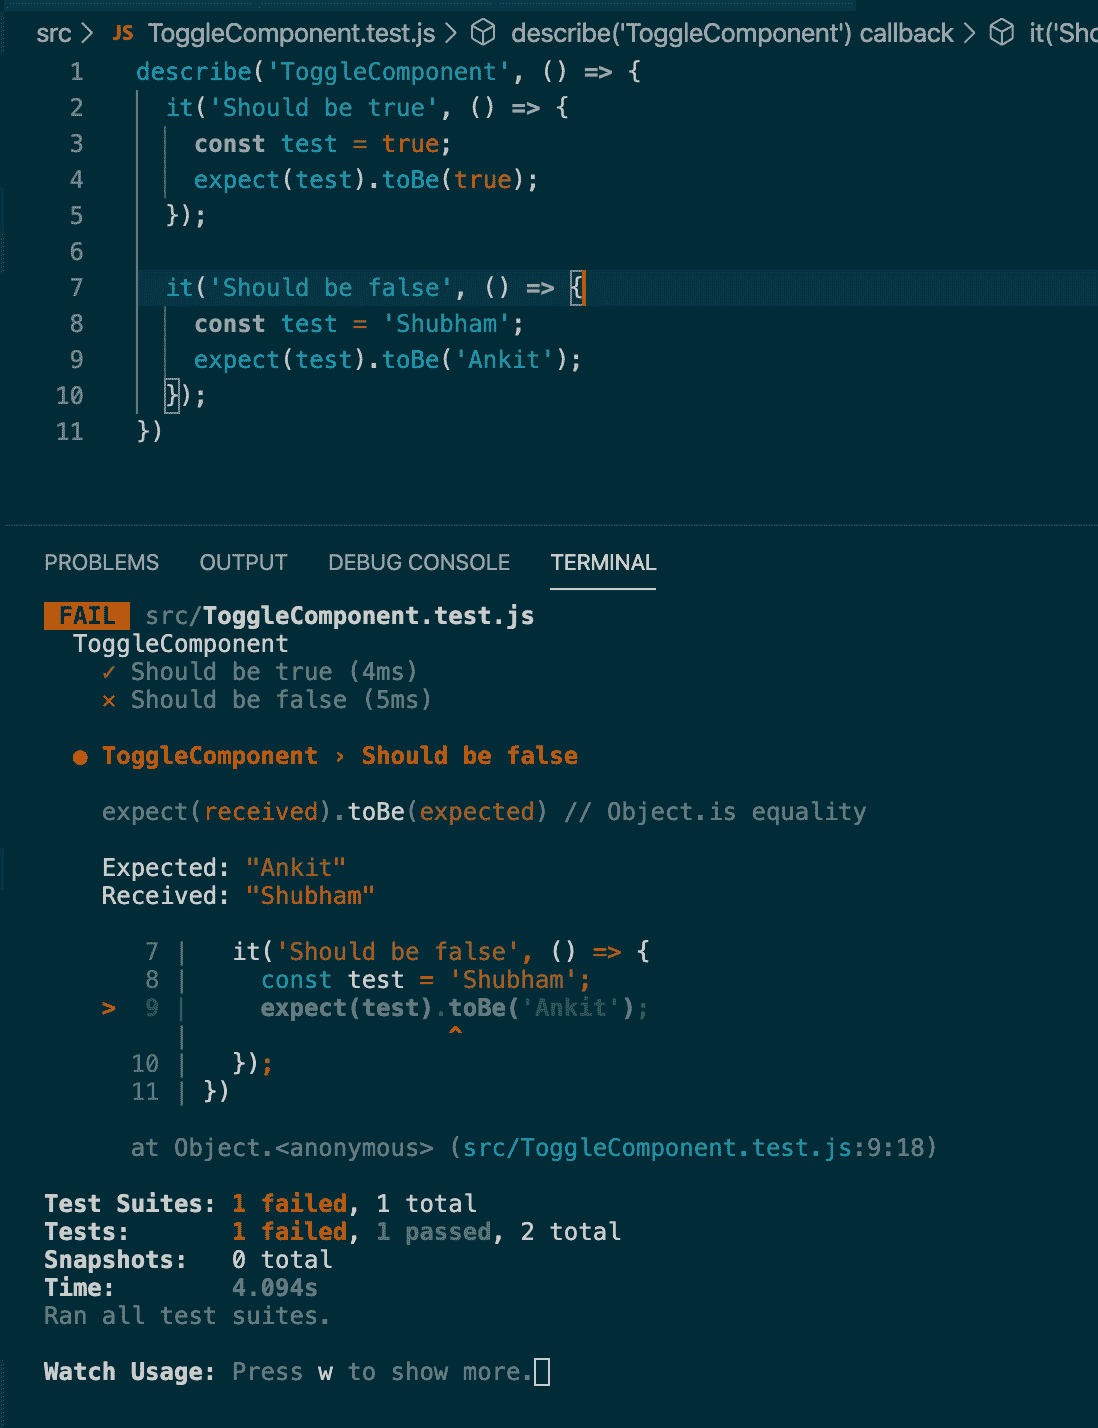 src > JS ToggleComponent.test.js > describe('ToggleComponent') callback > it('Sho
1 describe('ToggleComponent', () => {
2 it('Should be true', () => {
3 const test = true;
4 expect(test).toBe(true);
5 });
6
7 it('Should be false', () => {
8 const test = 'Shubham';
9 expect(test).toBe('Ankit');
10 });
11 })
PROBLEMS OUTPUT DEBUG CONSOLE TERMINAL
FAIL src/ToggleComponent.test.js
ToggleComponent
✓ Should be true (4ms)
✕ Should be false (5ms)
● ToggleComponent › Should be false
expect(received).toBe(expected) // Object.is equality
Expected: "Ankit"
Received: "Shubham"
7 | it('Should be false', () => {
8 | const test = 'Shubham';
> 9 | expect(test).toBe('Ankit');
| ^
10 | });
11 | })
at Object.<anonymous> (src/ToggleComponent.test.js:9:18)
Test Suites: 1 failed, 1 total
Tests: 1 failed, 1 passed, 2 total
Snapshots: 0 total
Time: 4.094s
Ran all test suites.
Watch Usage: Press w to show more.